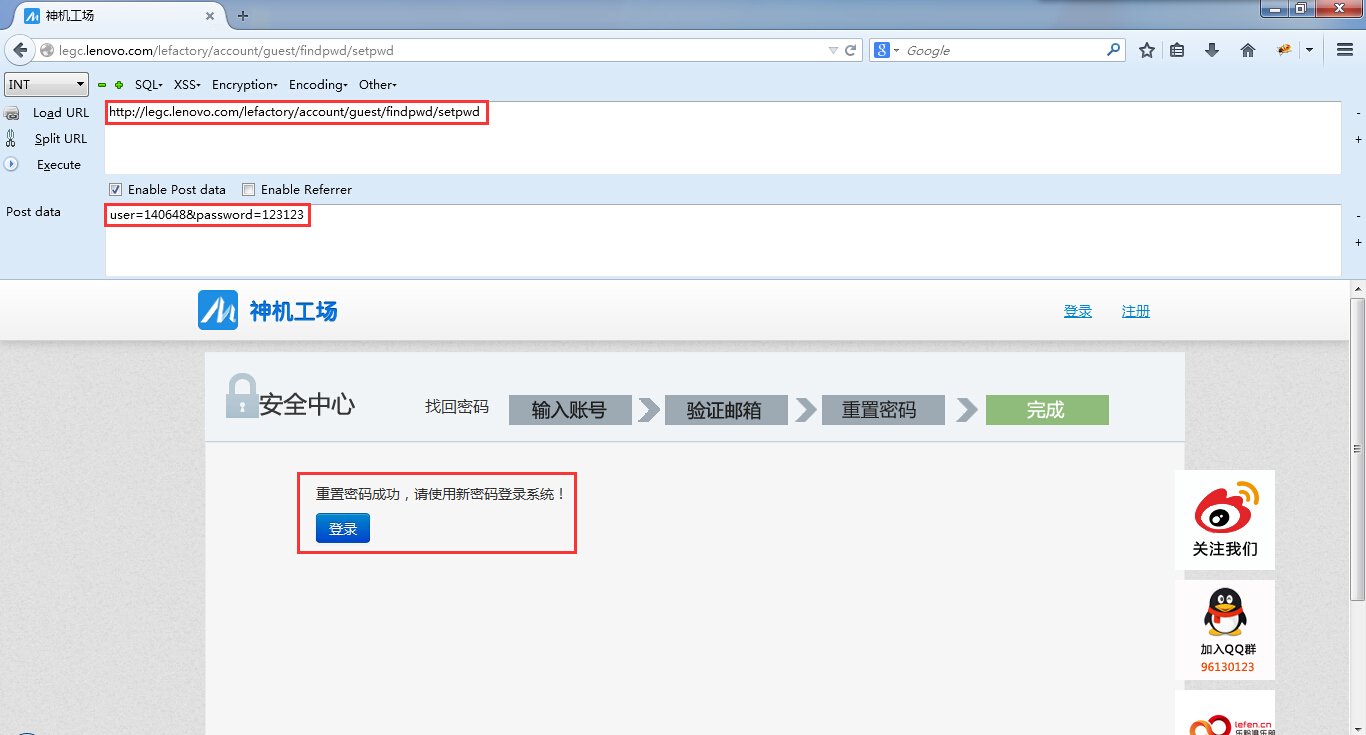 神机工场
legc.lenovo.com/lefactory/account/guest/findpwd/setpwd
Google
INT
SQL
XSS
Encryption
Encoding
Other
Load URL
http://legc.lenovo.com/lefactory/account/guest/findpwd/setpwd
Split URL
Execute
Enable Post data
Enable Referrer
Post data
user=140648&password=123123
神机工场
登录
注册
安全中心
找回密码
输入账号
验证邮箱
重置密码
完成
重置密码成功，请使用新密码登录系统！
登录
关注我们
加入QQ群
96130123
lefen.cn